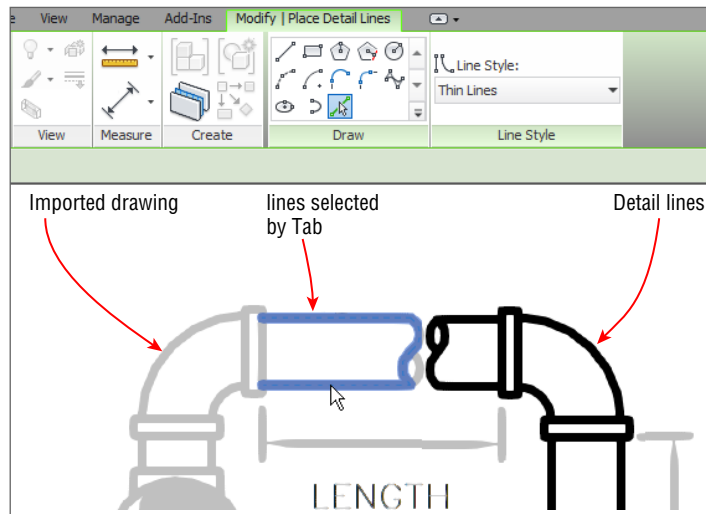 View Manage Add-Ins Modify | Place Detail Lines
Line Style:
Thin Lines
View Measure Create Draw Line Style
Imported drawing
lines selected
by Tab
Detail lines
LENGTH